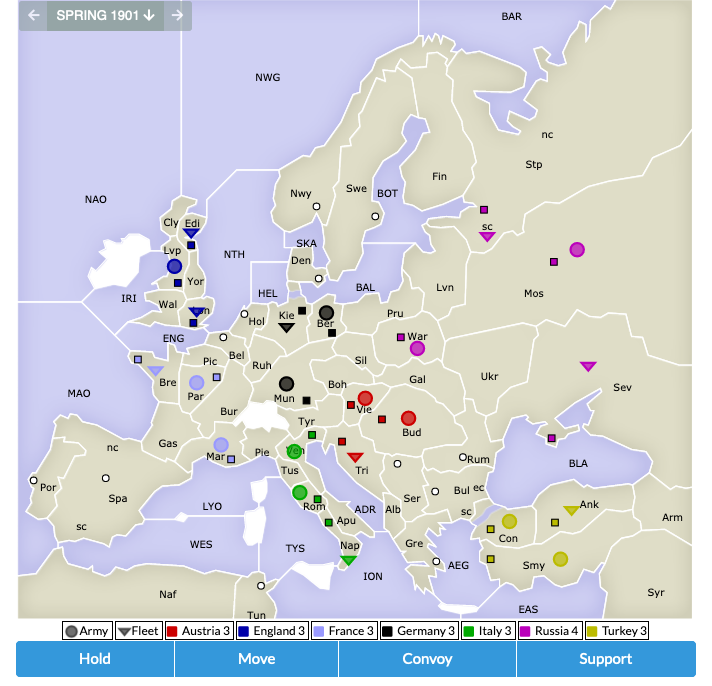 ← SPRING 1901 ↓ →
BAR
NWG
nc
Stp
Fin
Swe
Nwy
BOT
NAO
Cly Edi
sc
SKA
Lvp
NTH
Den
Mos
Yor
BAL
Lvn
IRI
HEL
Wal
Lon
Kie
Hol
Ber
Pru
ENG
War
Bel
Pic
Sil
Ruh
Gal
Ukr
Bre
Boh
Sev
MAO
Par
Mun
Vie
Bur
Tyr
Bud
nc
Gas
Ven
Mar
Pie
Tri
Rum
BLA
Tus
Por
Spa
Ser
Bul ec
Rom
LYO
ADR
Alb
sc
Ank
Apu
Arm
sc
Con
WES
TYS
Nap
Gre
AEG
Smy
ION
Naf
Syr
EAS
Tun
Army Fleet Austria 3 England 3 France 3 Germany 3 Italy 3 Russia 4 Turkey 3
Hold Move Convoy Support